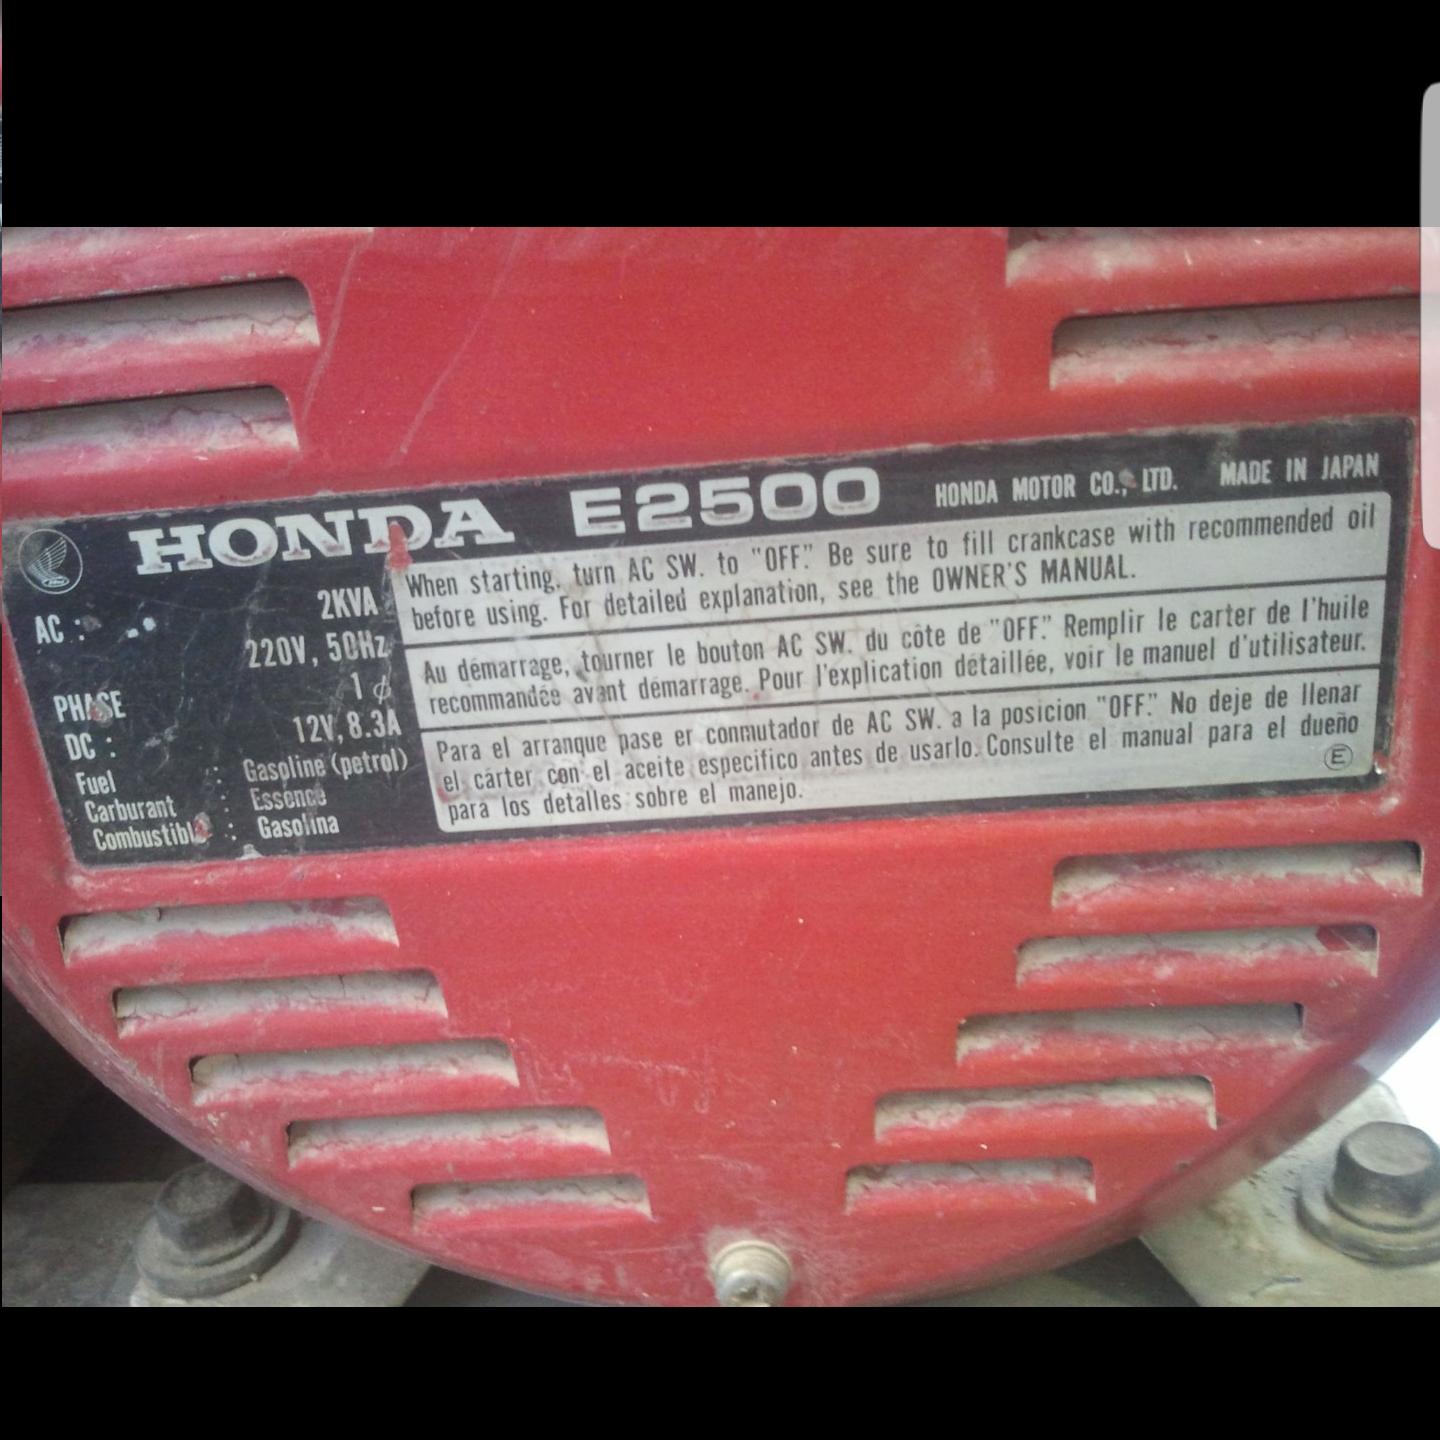 HONDA E2500 HONDA MOTOR CO., LTD. MADE IN JAPAN
AC : 2KVA
220V, 50Hz
PHASE 1 ϕ
DC : 12V, 8.3A
Fuel : Gasoline (petrol)
Carburant : Essence
Combustible : Gasolina
When starting, turn AC SW. to "OFF." Be sure to fill crankcase with recommended oil
before using. For detailed explanation, see the OWNER'S MANUAL.
Au démarrage, tourner le bouton AC SW. du côte de "OFF." Remplir le carter de l'huile
recommandée avant démarrage. Pour l'explication détaillée, voir le manuel d'utilisateur.
Para el arranque pase er conmutador de AC SW. a la posicion "OFF." No deje de llenar
el cárter con el aceite especifico antes de usarlo. Consulte el manual para el dueño
para los detalles sobre el manejo.
E